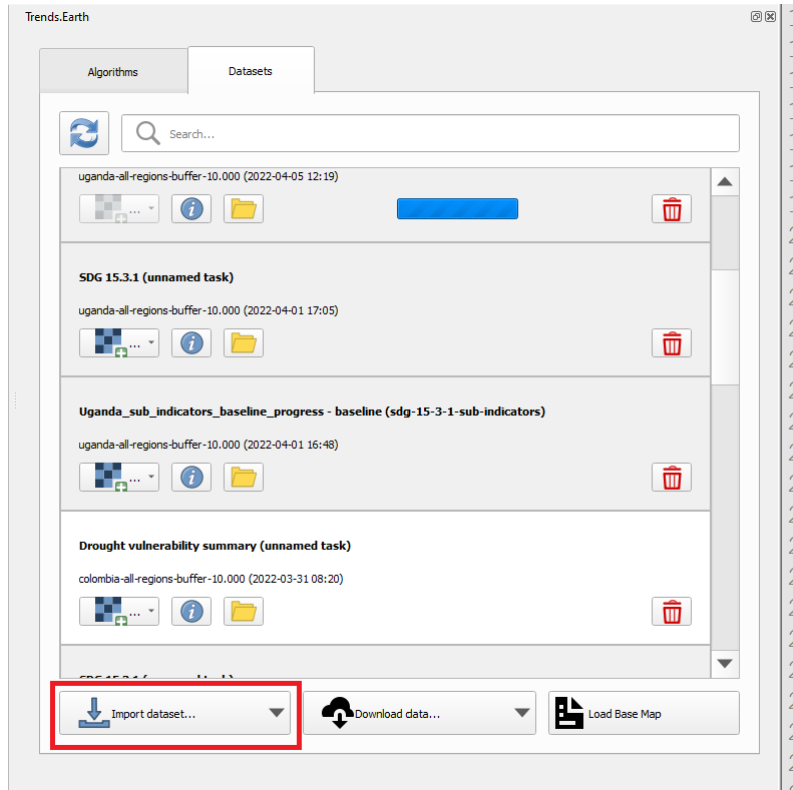 Trends.Earth
Algorithms
Datasets
Search...
uganda-all-regions-buffer-10.000 (2022-04-05 12:19)
...
SDG 15.3.1 (unnamed task)
uganda-all-regions-buffer-10.000 (2022-04-01 17:05)
...
Uganda_sub_indicators_baseline_progress - baseline (sdg-15-3-1-sub-indicators)
uganda-all-regions-buffer-10.000 (2022-04-01 16:48)
...
Drought vulnerability summary (unnamed task)
colombia-all-regions-buffer-10.000 (2022-03-31 08:20)
...
Import dataset...
Download data...
Load Base Map